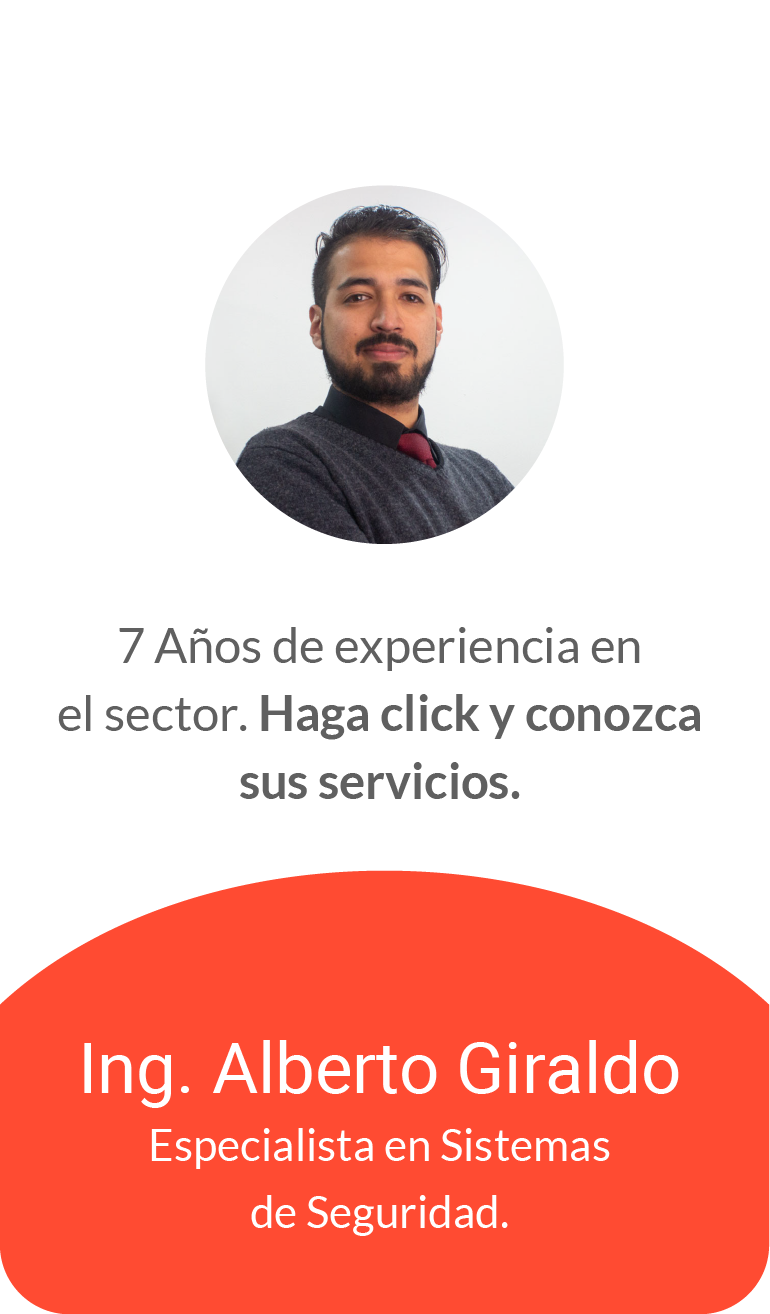 7 Años de experiencia en
el sector. Haga click y conozca
sus servicios.
Ing. Alberto Giraldo
Especialista en Sistemas
de Seguridad.